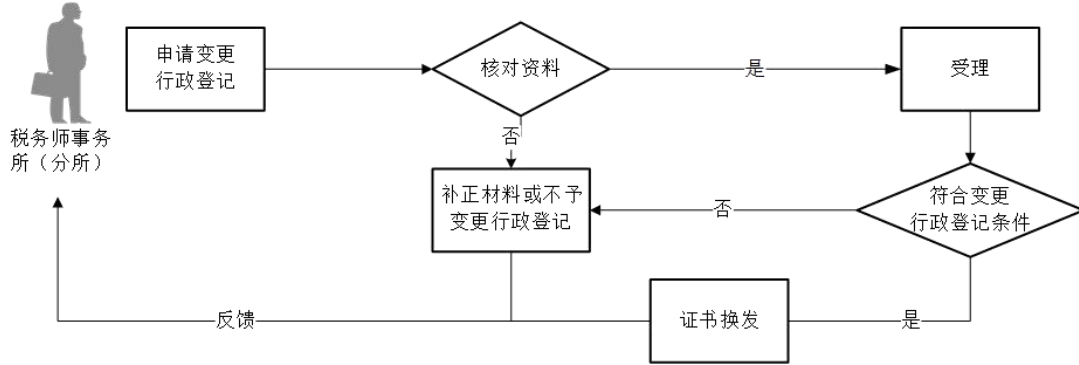 申请变更
行政登记
核对资料
是
受理
税务师事务
所（分所）
否
补正材料或不予
变更行政登记
否
符合变更
行政登记条件
反馈
证书换发
是